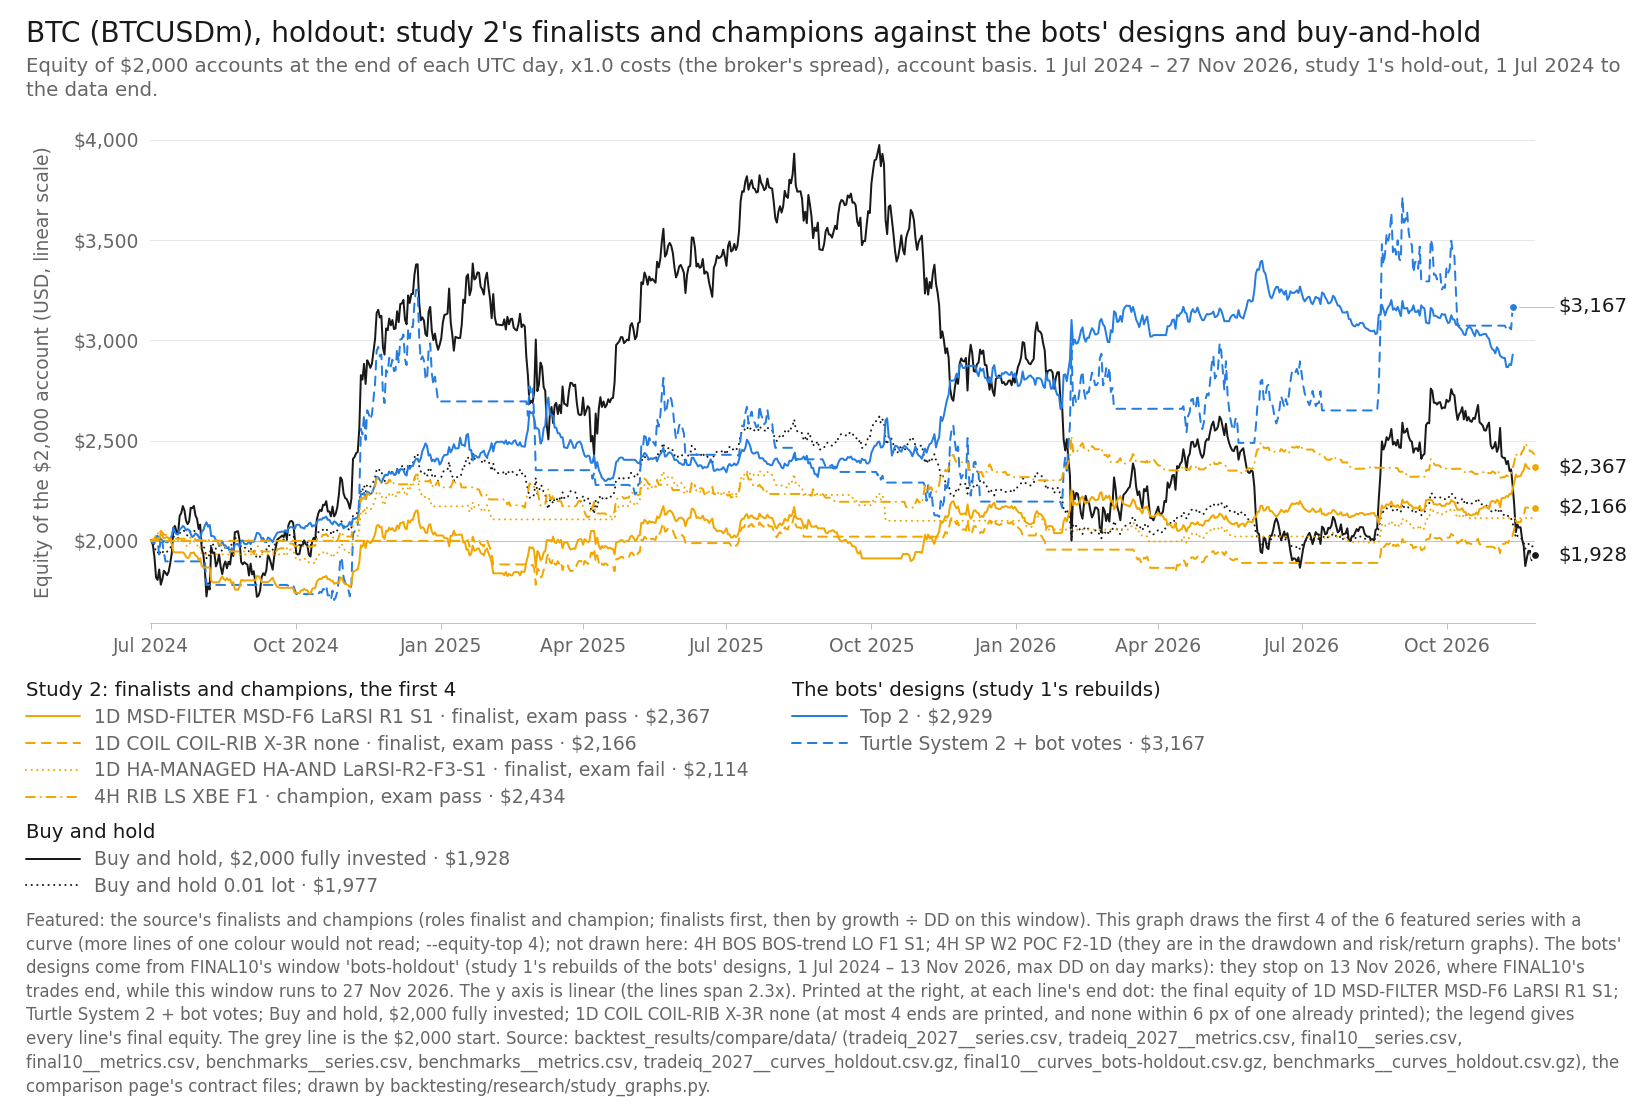 BTC (BTCUSDm), holdout: study 2's finalists and champions against the bots' designs and buy-and-hold
Equity of $2,000 accounts at the end of each UTC day, x1.0 costs (the broker's spread), account basis. 1 Jul 2024 – 27 Nov 2026, study 1's hold-out, 1 Jul 2024 to
the data end.
Equity of the $2,000 account (USD, linear scale)
$4,000
$3,500
$3,000
$2,500
$2,000
$3,167
$2,367
$2,166
$1,928
Jul 2024
Oct 2024
Jan 2025
Apr 2025
Jul 2025
Oct 2025
Jan 2026
Apr 2026
Jul 2026
Oct 2026
Study 2: finalists and champions, the first 4
1D MSD-FILTER MSD-F6 LaRSI R1 S1 · finalist, exam pass · $2,367
1D COIL COIL-RIB X-3R none · finalist, exam pass · $2,166
1D HA-MANAGED HA-AND LaRSI-R2-F3-S1 · finalist, exam fail · $2,114
4H RIB LS XBE F1 · champion, exam pass · $2,434
The bots' designs (study 1's rebuilds)
Top 2 · $2,929
Turtle System 2 + bot votes · $3,167
Buy and hold
Buy and hold, $2,000 fully invested · $1,928
Buy and hold 0.01 lot · $1,977
Featured: the source's finalists and champions (roles finalist and champion; finalists first, then by growth ÷ DD on this window). This graph draws the first 4 of the 6 featured series with a
curve (more lines of one colour would not read; --equity-top 4); not drawn here: 4H BOS BOS-trend LO F1 S1; 4H SP W2 POC F2-1D (they are in the drawdown and risk/return graphs). The bots'
designs come from FINAL10's window 'bots-holdout' (study 1's rebuilds of the bots' designs, 1 Jul 2024 – 13 Nov 2026, max DD on day marks): they stop on 13 Nov 2026, where FINAL10's
trades end, while this window runs to 27 Nov 2026. The y axis is linear (the lines span 2.3x). Printed at the right, at each line's end dot: the final equity of 1D MSD-FILTER MSD-F6 LaRSI R1 S1;
Turtle System 2 + bot votes; Buy and hold, $2,000 fully invested; 1D COIL COIL-RIB X-3R none (at most 4 ends are printed, and none within 6 px of one already printed); the legend gives
every line's final equity. The grey line is the $2,000 start. Source: backtest_results/compare/data/ (tradeiq_2027__series.csv, tradeiq_2027__metrics.csv, final10__series.csv,
final10__metrics.csv, benchmarks__series.csv, benchmarks__metrics.csv, tradeiq_2027__curves_holdout.csv.gz, final10__curves_bots-holdout.csv.gz, benchmarks__curves_holdout.csv.gz), the
comparison page's contract files; drawn by backtesting/research/study_graphs.py.